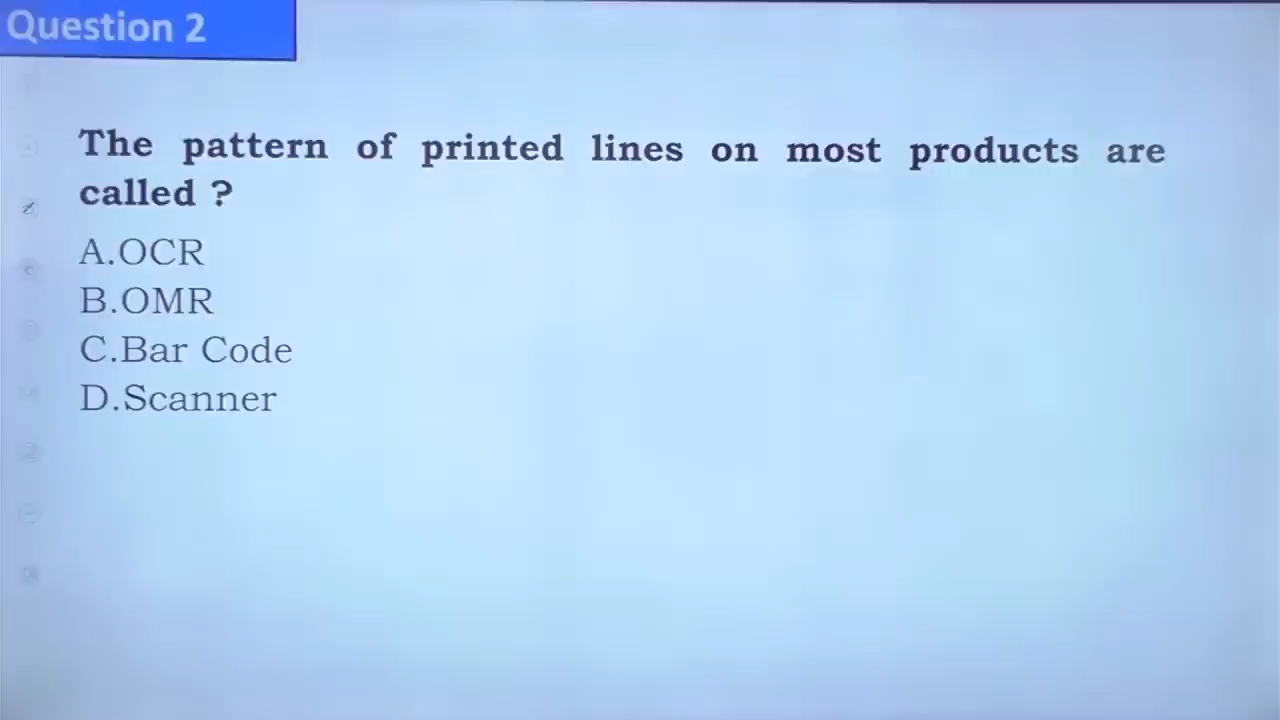 Question 2
The pattern of printed lines on most products are
called ?
A.OCR
B.OMR
C.Bar Code
D.Scanner